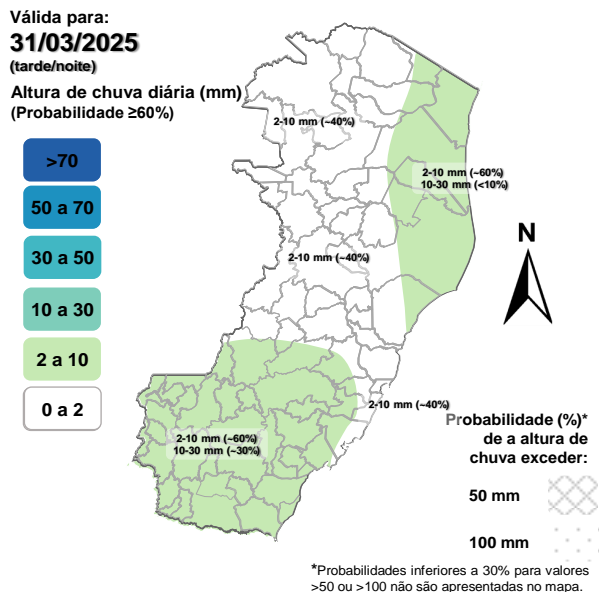 Válida para:
31/03/2025
(tarde/noite)
Altura de chuva diária (mm)
(Probabilidade ≥60%)
>70
50 a 70
30 a 50
10 a 30
2 a 10
0 a 2
2-10 mm (~40%)
2-10 mm (~60%)
10-30 mm (<10%)
2-10 mm (~40%)
N
2-10 mm (~40%)
2-10 mm (~60%)
10-30 mm (~30%)
Probabilidade (%)*
de a altura de
chuva exceder:
50 mm
100 mm
*Probabilidades inferiores a 30% para valores
>50 ou >100 não são apresentadas no mapa.